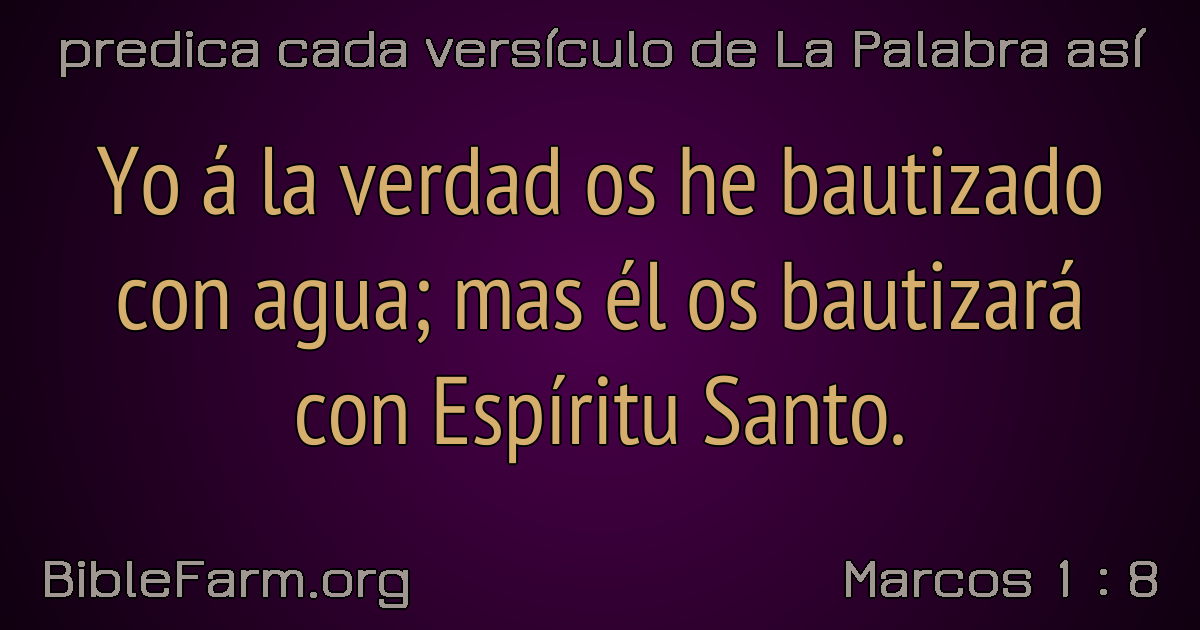 predica cada versículo de La Palabra así
Yo á la verdad os he bautizado
con agua; mas él os bautizará
con Espíritu Santo.
BibleFarm.org
Marcos 1 : 8